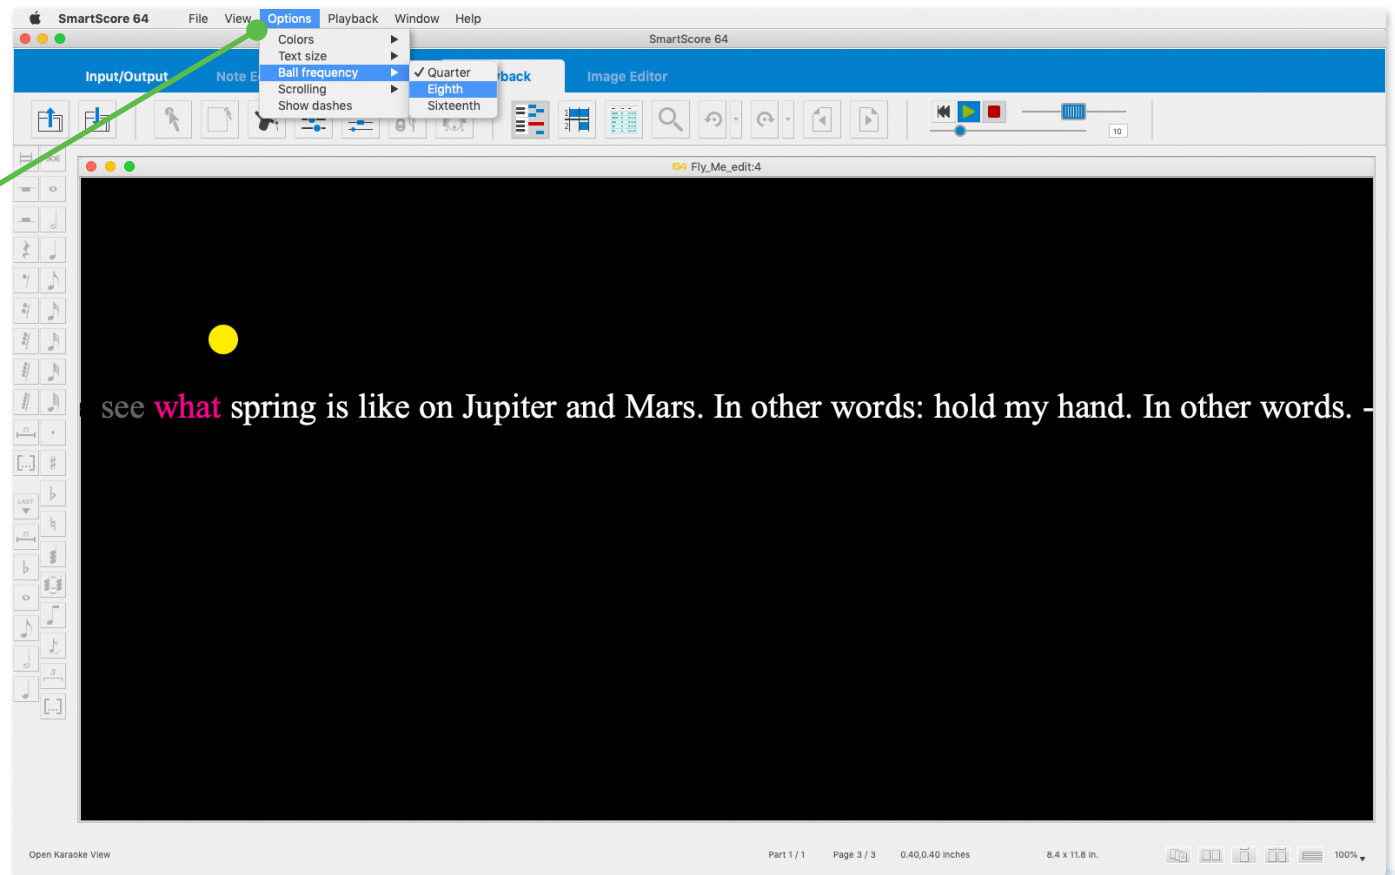 SmartScore 64 File View Options Playback Window Help
SmartScore 64
Colors
Text size
Ball frequency
Scrolling
Show dashes
✓ Quarter
Eighth
Sixteenth
Input/Output Note E yback Image Editor
10
64 Fly_Me_edit:4
see what spring is like on Jupiter and Mars. In other words: hold my hand. In other words. -
LAST
Open Karaoke View Part 1 / 1 Page 3 / 3 0.40,0.40 inches 8.4 x 11.8 in. 100%